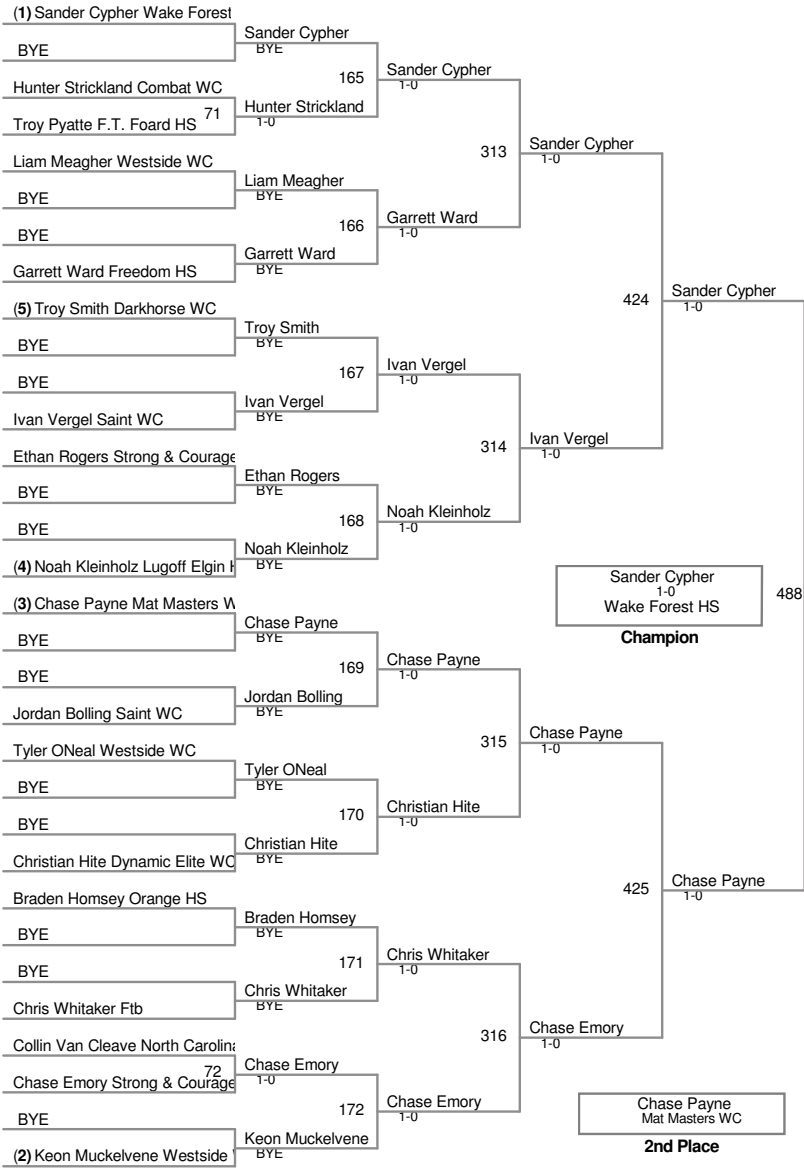 (1) Sander Cypher Wake Forest
BYE
Sander Cypher
BYE
165
Sander Cypher
1-0
Hunter Strickland Combat WC
71
Troy Pyatte F.T. Foard HS
Hunter Strickland
1-0
313
Sander Cypher
1-0
Liam Meagher Westside WC
BYE
Liam Meagher
BYE
166
Garrett Ward
1-0
BYE
Garrett Ward Freedom HS
Garrett Ward
BYE
424
Sander Cypher
1-0
(5) Troy Smith Darkhorse WC
BYE
Troy Smith
BYE
167
Ivan Vergel
1-0
BYE
Ivan Vergel Saint WC
Ivan Vergel
BYE
314
Ivan Vergel
1-0
Ethan Rogers Strong & Courage
BYE
Ethan Rogers
BYE
168
Noah Kleinholz
1-0
BYE
(4) Noah Kleinholz Lugoff Elgin
Noah Kleinholz
BYE
Sander Cypher
1-0
Wake Forest HS
488
Champion
(3) Chase Payne Mat Masters
BYE
Chase Payne
BYE
169
Chase Payne
1-0
BYE
Jordan Bolling Saint WC
Jordan Bolling
BYE
315
Chase Payne
1-0
Tyler ONeal Westside WC
BYE
Tyler ONeal
BYE
170
Christian Hite
1-0
BYE
Christian Hite Dynamic Elite WC
Christian Hite
BYE
425
Chase Payne
1-0
Braden Homsey Orange HS
BYE
Braden Homsey
BYE
171
Chris Whitaker
1-0
BYE
Chris Whitaker Ftb
Chris Whitaker
BYE
316
Chase Emory
1-0
Collin Van Cleave North Carolina
72
Chase Emory Strong & Courage
Chase Emory
1-0
172
Chase Emory
1-0
BYE
(2) Keon Muckelvene Westside
Keon Muckelvene
BYE
Chase Payne
Mat Masters WC
2nd Place